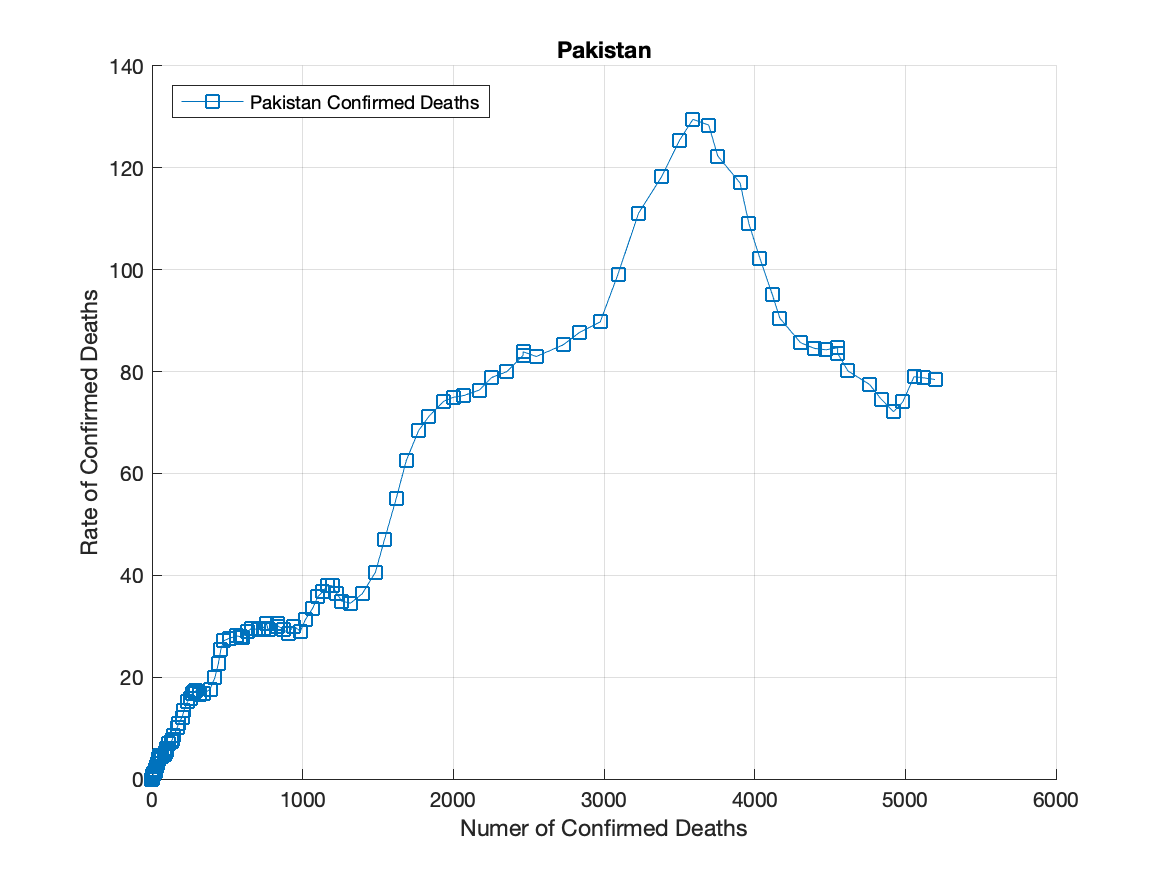 Pakistan
Pakistan Confirmed Deaths
140
120
100
80
60
40
20
0
Rate of Confirmed Deaths
0 1000 2000 3000 4000 5000 6000
Numer of Confirmed Deaths